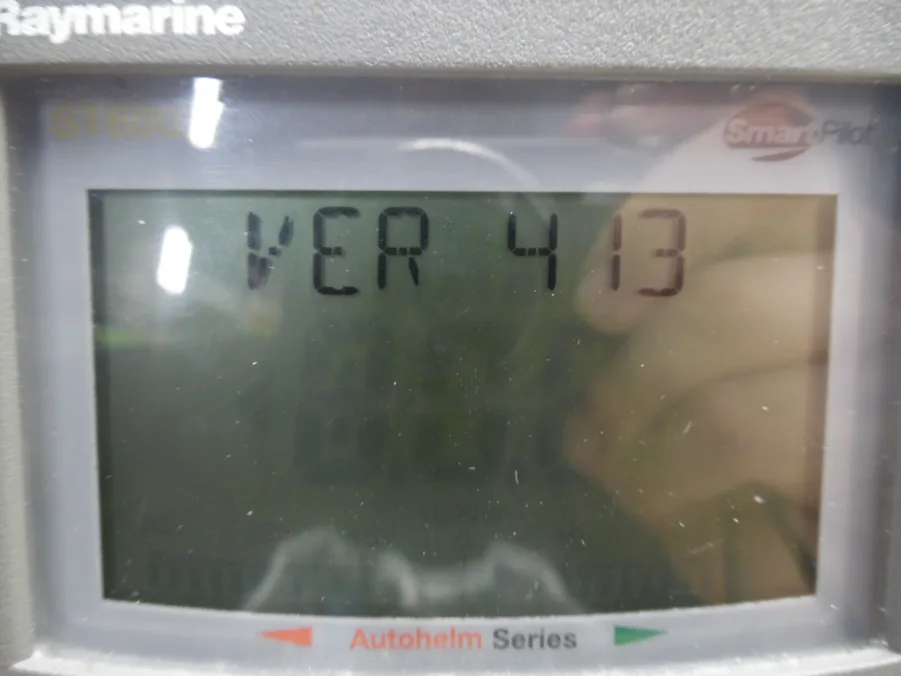 Raymarine
SmartPilot
VER 413
Autohelm Series